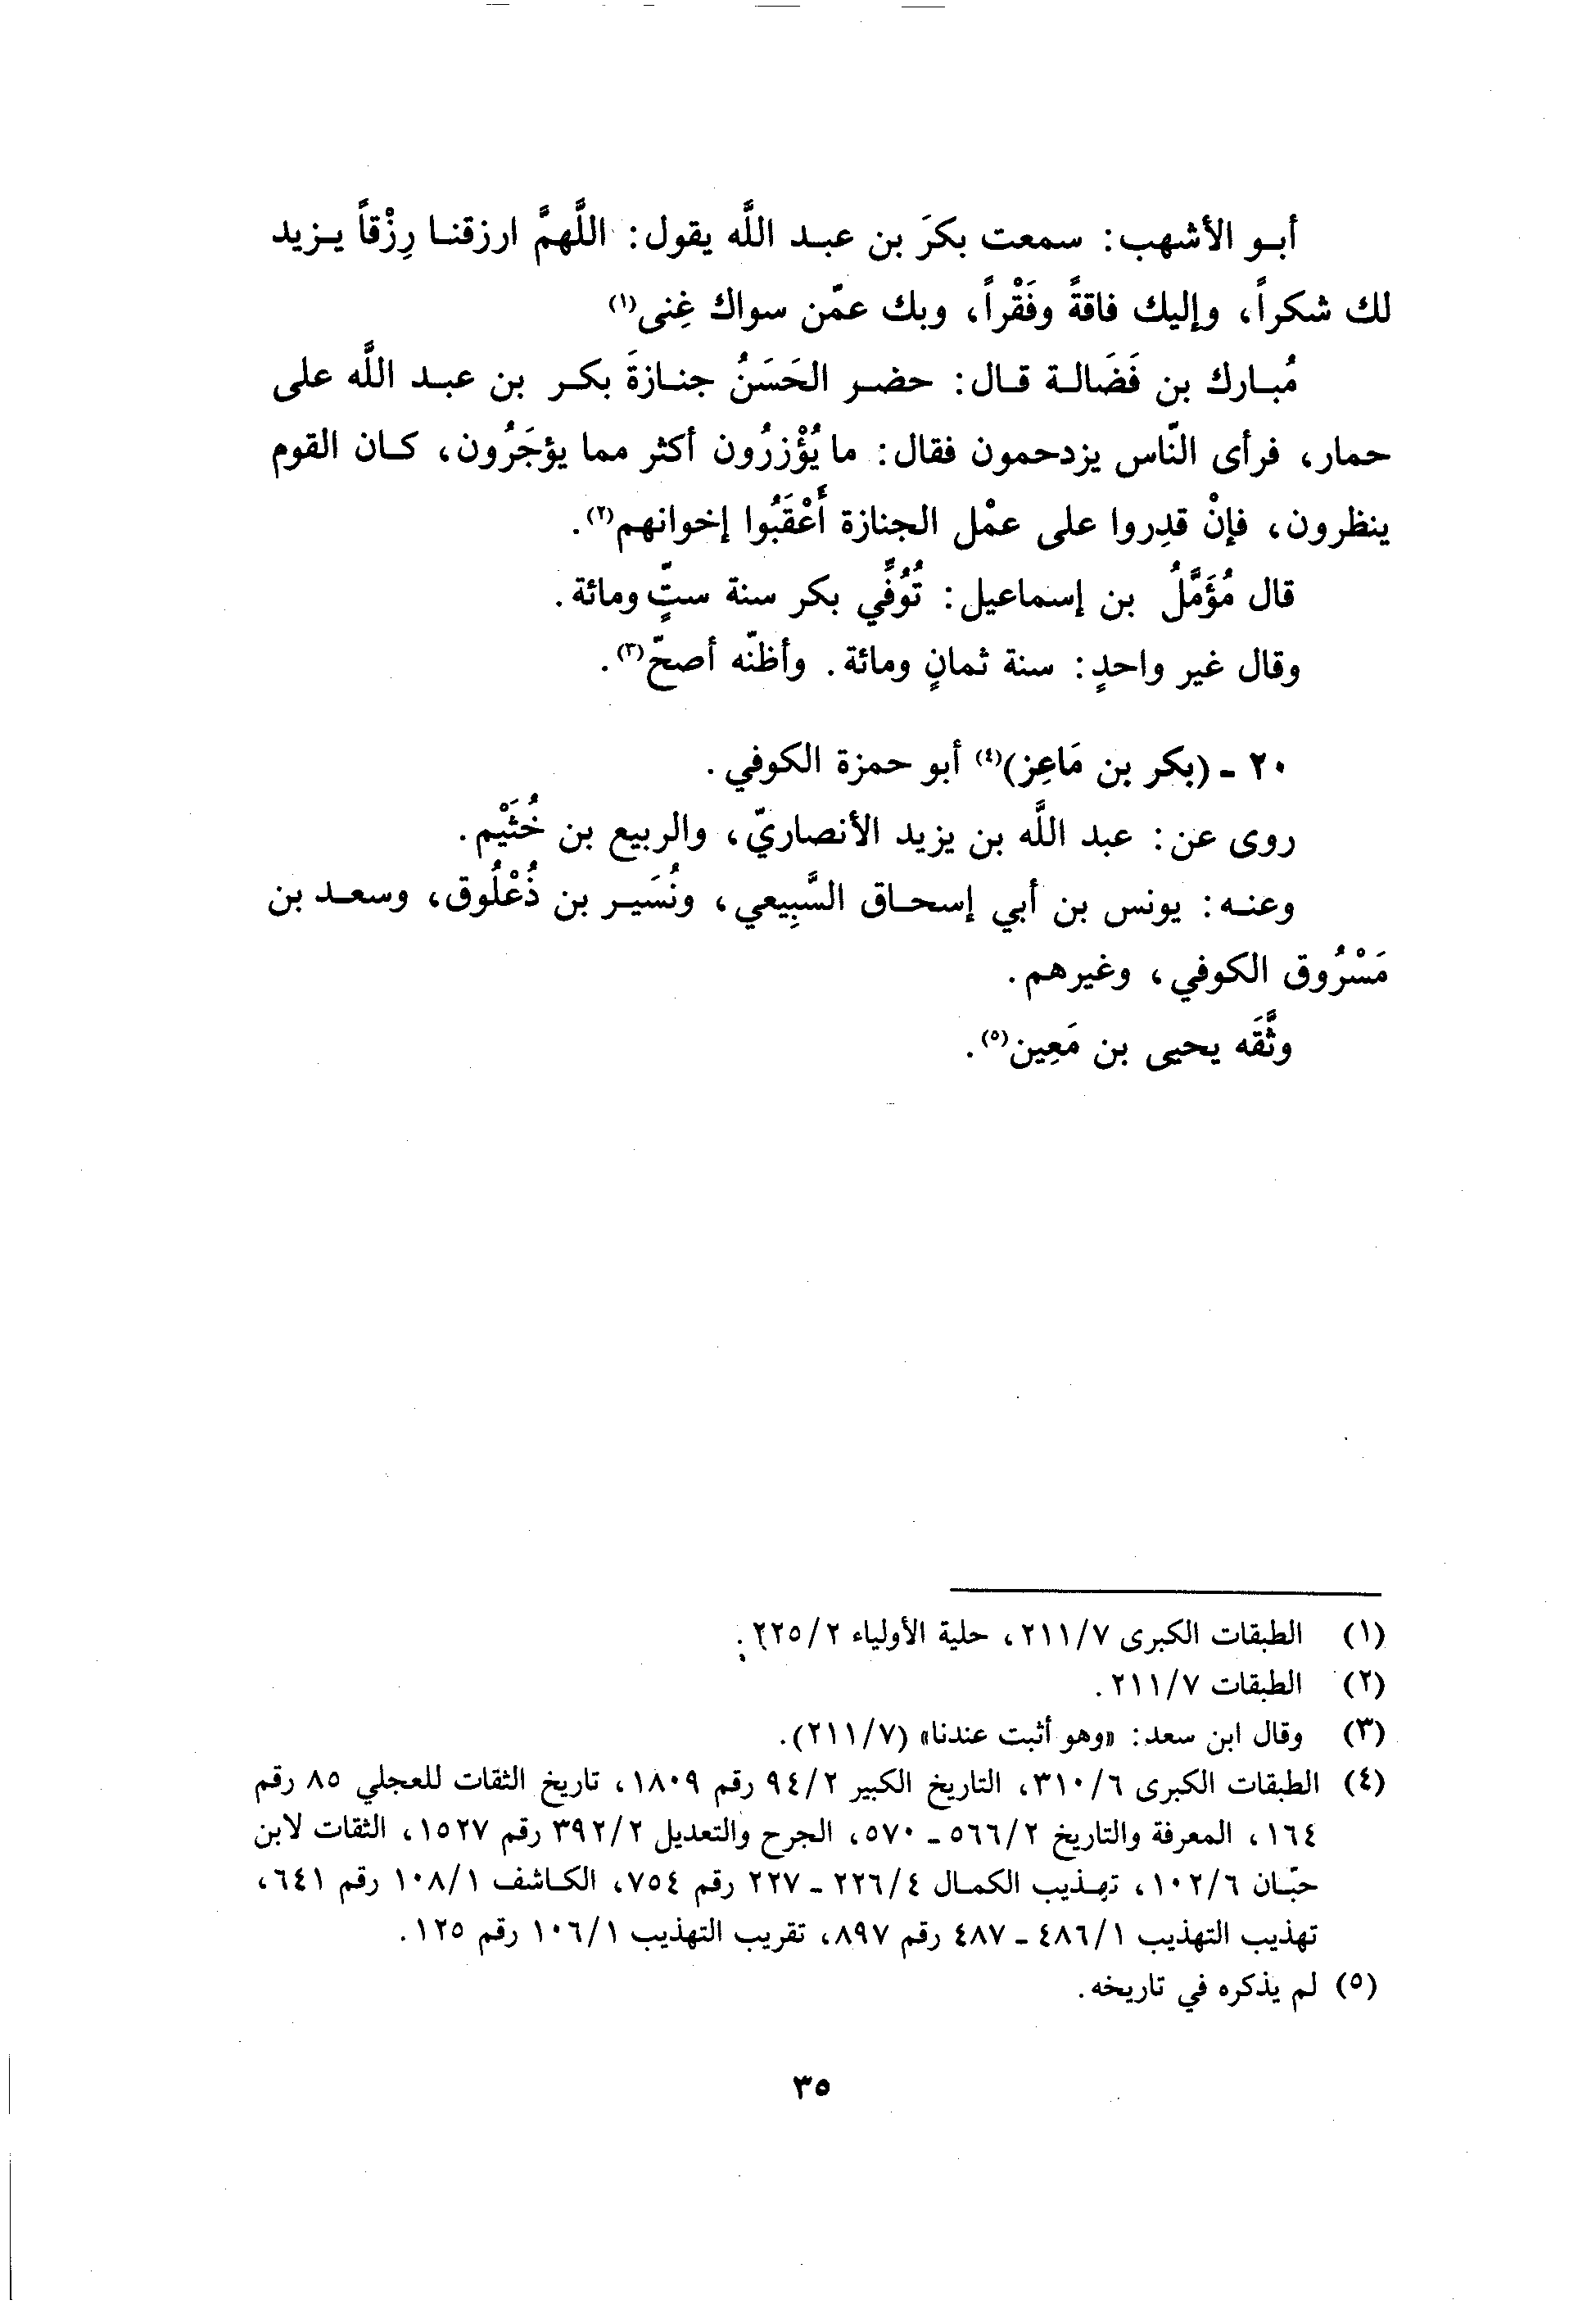 أبو الأشهب: سمعت بكرَ بن عبد اللَّه يقول: اللَّهمَّ ارزقنا رِزْقاً يزيد
لك شكراً، وإليك فاقةً وفَقْراً، وبك عمّن سواك غِنى(١)
مُبارك بن فَضَالة قال: حضر الحَسَنُ جنازةَ بكر بن عبد اللَّه على
حمار، فرأى النّاس يزدحمون فقال: ما يُؤْزرُون أكثر مما يؤجَرُون، كان القوم
ينظرون، فإنْ قدِروا على عمْل الجنازة أَعْقَبُوا إخوانهم(٢).
قال مُؤَمَّلُ بن إسماعيل: تُوُفِّي بكر سنة ستٍّ ومائة.
وقال غير واحدٍ: سنة ثمانٍ ومائة. وأظنّه أصحّ(٣).
٢٠ - (بكر بن مَاعِز)(٤) أبو حمزة الكوفي.
روى عن: عبد اللَّه بن يزيد الأنصاريّ، والربيع بن خُثَيْم.
وعنه: يونس بن أبي إسحاق السَّبِيعي، ونُسَير بن ذُعْلُوق، وسعد بن
مَسْرُوق الكوفي، وغيرهم.
وثَّقَه يحيى بن مَعِين(٥).
(١) الطبقات الكبرى ٢١١/٧، حلية الأولياء ٢٢٥/٢.
(٢) الطبقات ٢١١/٧.
(٣) وقال ابن سعد: «وهو أثبت عندنا» (٢١١/٧).
(٤) الطبقات الكبرى ٣١٠/٦، التاريخ الكبير ٩٤/٢ رقم ١٨٠٩، تاريخ الثقات للعجلي ٨٥ رقم
١٦٤، المعرفة والتاريخ ٥٦٦/٢ - ٥٧٠، الجرح والتعديل ٣٩٢/٢ رقم ١٥٢٧، الثقات لابن
حبّان ١٠٢/٦، تهذيب الكمال ٢٢٦/٤ - ٢٢٧ رقم ٧٥٤، الكاشف ١٠٨/١ رقم ٦٤١،
تهذيب التهذيب ٤٨٦/١ - ٤٨٧ رقم ٨٩٧، تقريب التهذيب ١٠٦/١ رقم ١٢٥.
(٥) لم يذكره في تاريخه.
٣٥